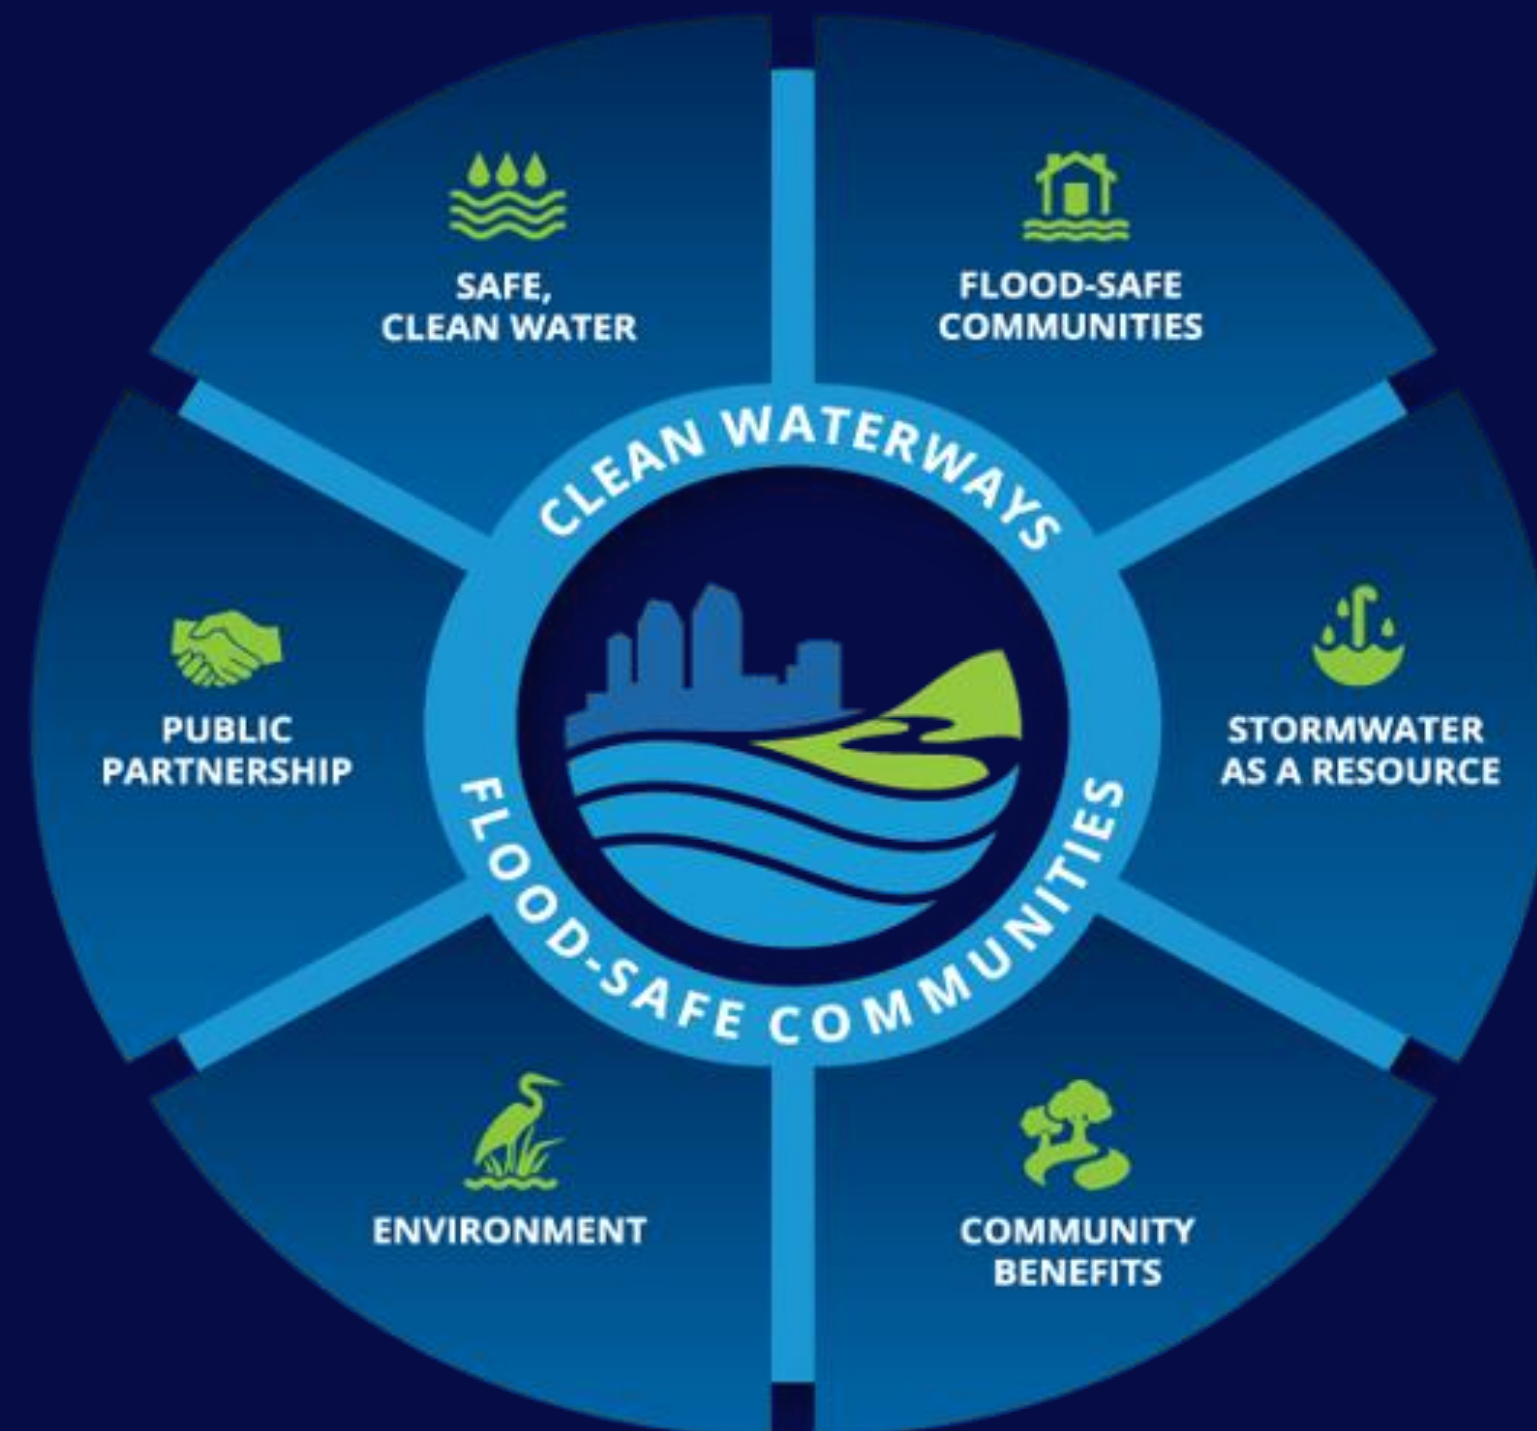 SAFE,
CLEAN WATER
FLOOD-SAFE
COMMUNITIES
CLEAN WATERWAYS
PUBLIC
PARTNERSHIP
STORMWATER
AS A RESOURCE
FLOOD-SAFE COMMUNITIES
ENVIRONMENT
COMMUNITY
BENEFITS